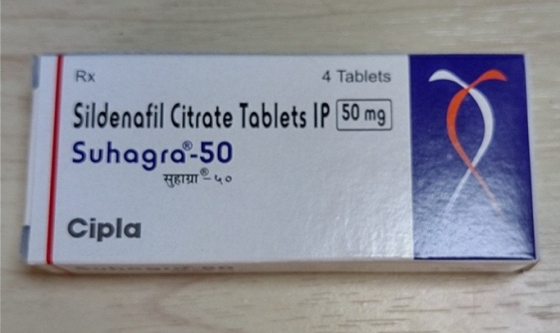 Rx
4 Tablets
Sildenafil Citrate Tablets IP 50 mg
Suhagra®-50
सुहाग्रा®-५०
Cipla